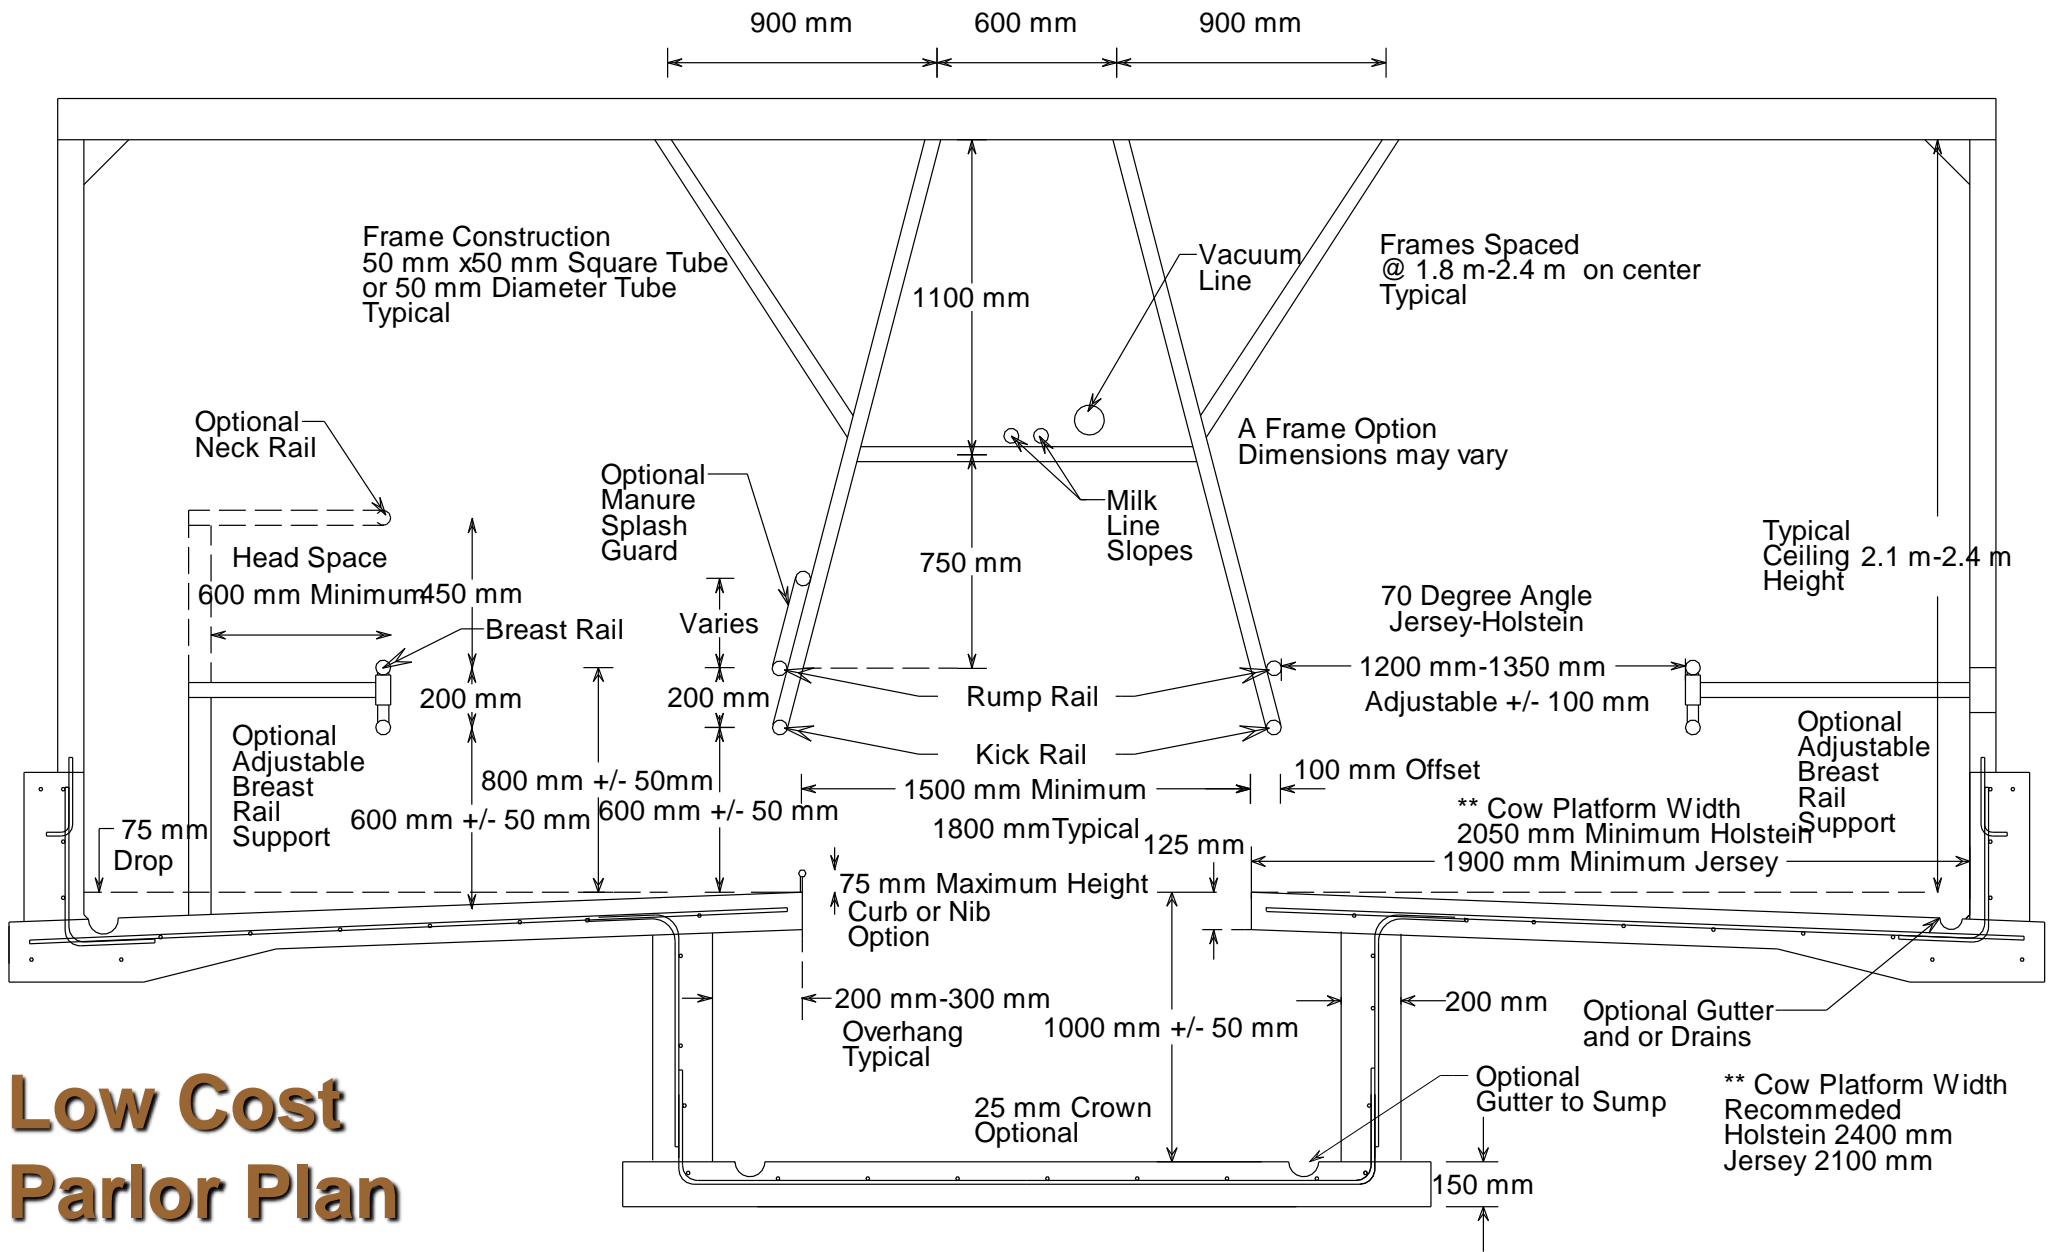 900 mm
600 mm
900 mm
Frame Construction
50 mm x50 mm Square Tube
or 50 mm Diameter Tube
Typical
1100 mm
Vacuum
Line
Frames Spaced
@ 1.8 m-2.4 m on center
Typical
Optional
Neck Rail
A Frame Option
Dimensions may vary
Optional
Manure
Splash
Guard
Milk
Line
Slopes
Head Space
600 mm Minimum
450 mm
750 mm
Typical
Ceiling
Height
2.1 m-2.4 m
Breast Rail
Varies
70 Degree Angle
Jersey-Holstein
1200 mm-1350 mm
Adjustable +/- 100 mm
200 mm
200 mm
Rump Rail
Kick Rail
Optional
Adjustable
Breast
Rail
Support
Optional
Adjustable
Breast
Rail
Support
800 mm +/- 50mm
600 mm +/- 50 mm
600 mm +/- 50 mm
1500 mm Minimum
1800 mmTypical
100 mm Offset
75 mm
Drop
125 mm
** Cow Platform Width
2050 mm Minimum Holstein
1900 mm Minimum Jersey
75 mm Maximum Height
Curb or Nib
Option
200 mm-300 mm
Overhang
Typical
1000 mm +/- 50 mm
200 mm
Optional Gutter
and or Drains
25 mm Crown
Optional
Optional
Gutter to Sump
150 mm
** Cow Platform Width
Recommeded
Holstein 2400 mm
Jersey 2100 mm
Low Cost
Parlor Plan